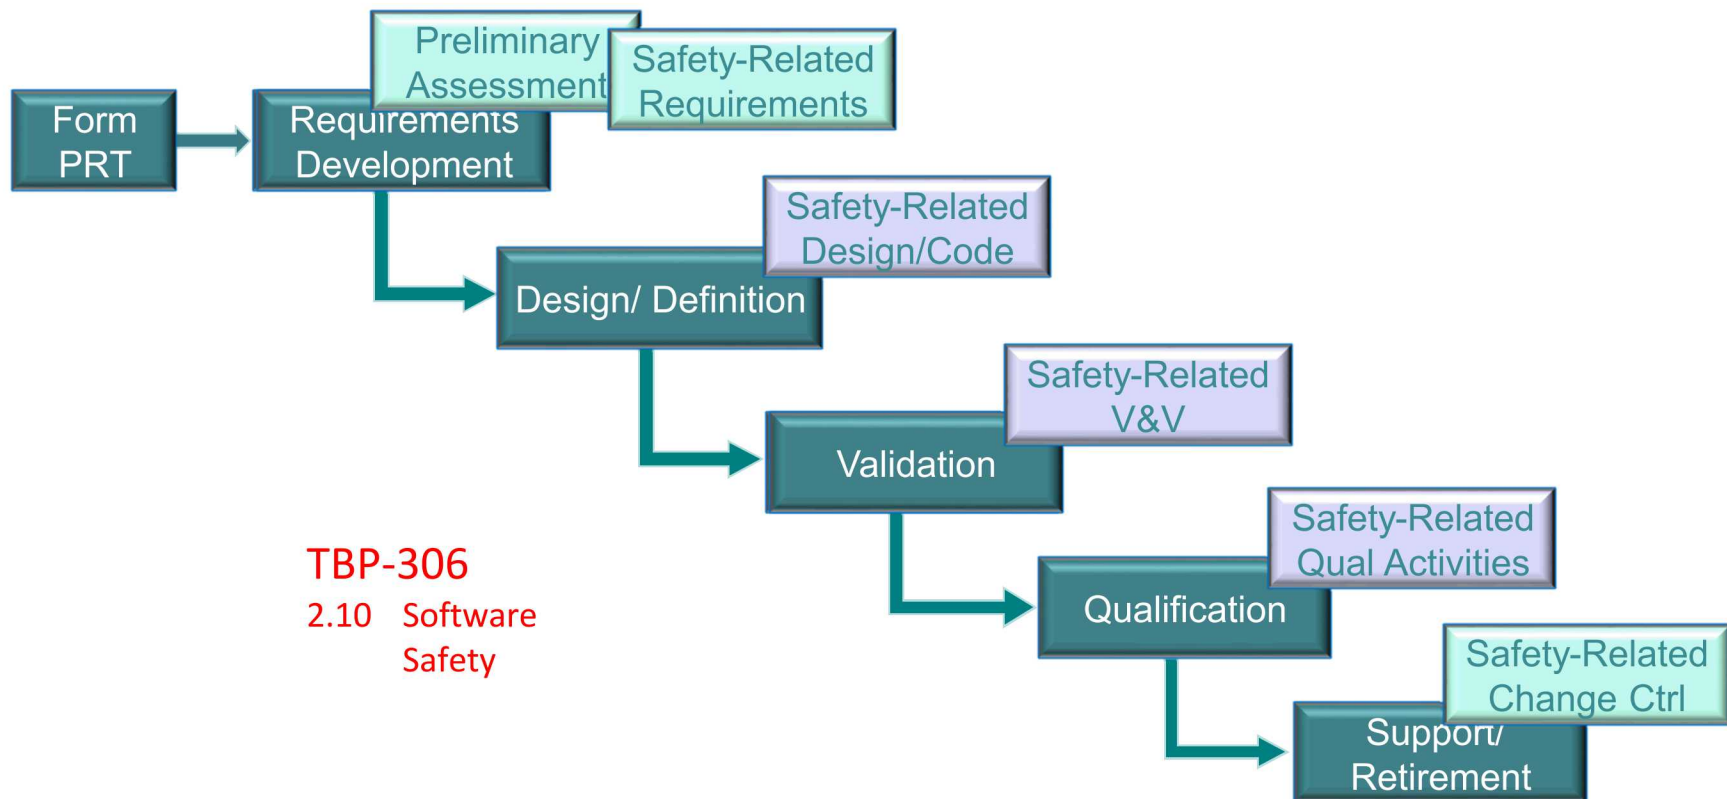 Preliminary
Assessment
Safety-Related
Requirements
Form
PRT
Requirements
Development
Safety-Related
Design/Code
Design/ Definition
Safety-Related
V&V
Validation
Safety-Related
Qual Activities
TBP-306
2.10 Software
Safety
Qualification
Safety-Related
Change Ctrl
Support/
Retirement